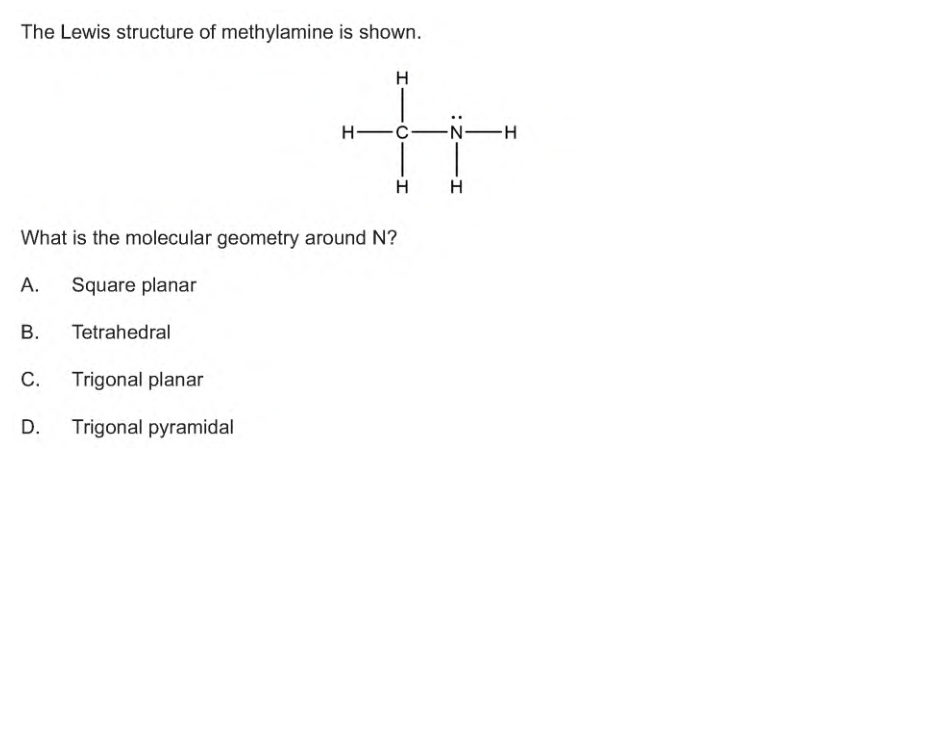 The Lewis structure of methylamine is shown.
H
H C N H
H H
What is the molecular geometry around N?
A. Square planar
B. Tetrahedral
C. Trigonal planar
D. Trigonal pyramidal